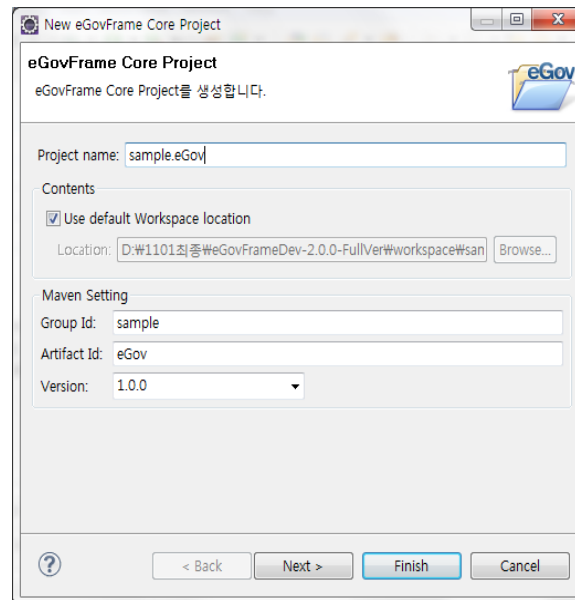 New eGovFrame Core Project
eGovFrame Core Project
eGovFrame Core Project를 생성합니다.
eGov
Project name: sample.eGov
Contents
Use default Workspace location
Location: D:₩1101최종₩eGovFrameDev-2.0.0-FullVer₩workspace₩san Browse...
Maven Setting
Group Id: sample
Artifact Id: eGov
Version: 1.0.0
? < Back Next > Finish Cancel